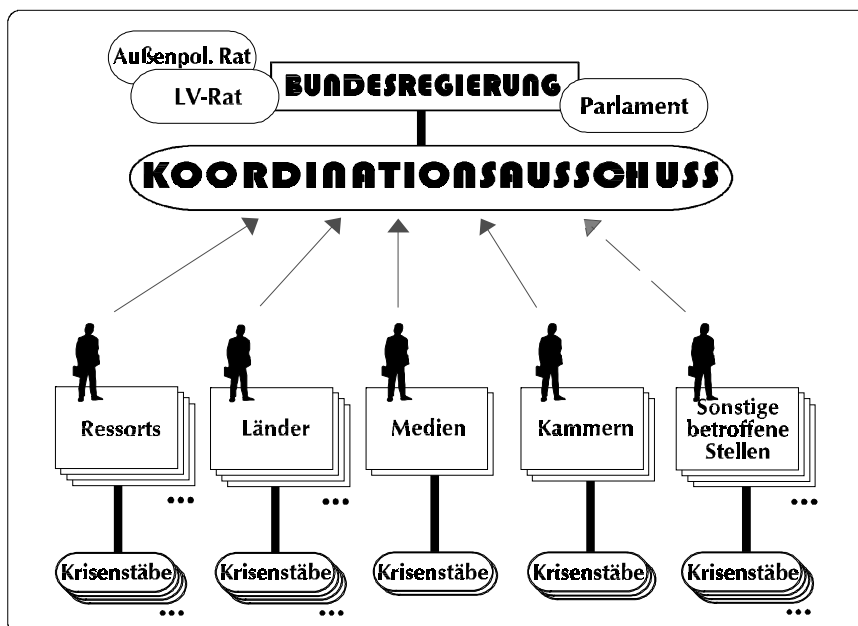 Außenpol. Rat
LV-Rat
BUNDESREGIERUNG
Parlament
KOORDINATIONSAUSSCHUSS
Ressorts
Länder
Medien
Kammern
Sonstige
betroffene
Stellen
...
...
...
Krisenstäbe
Krisenstäbe
Krisenstäbe
Krisenstäbe
Krisenstäbe
...
...
...